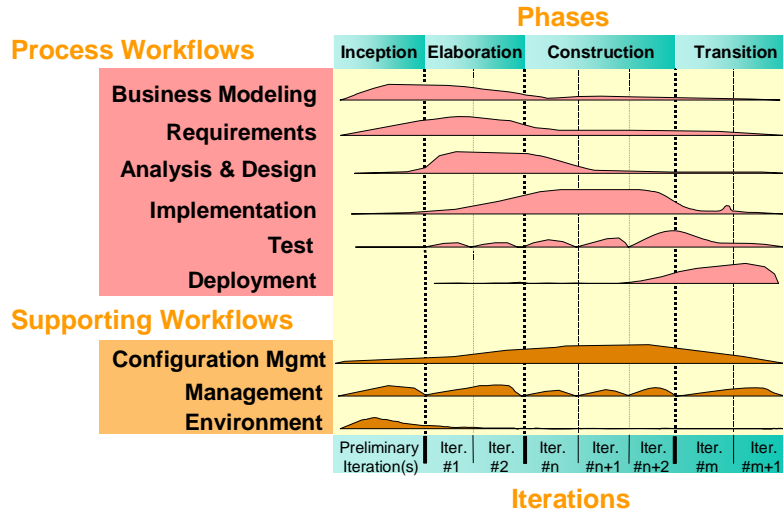 Phases
Process Workflows
Inception Elaboration Construction Transition
Business Modeling
Requirements
Analysis & Design
Implementation
Test
Deployment
Supporting Workflows
Configuration Mgmt
Management
Environment
Preliminary Iter. Iter. Iter. Iter. Iter. Iter. Iter.
Iteration(s) #1 #2 #n #n+1 #n+2 #m #m+1
Iterations